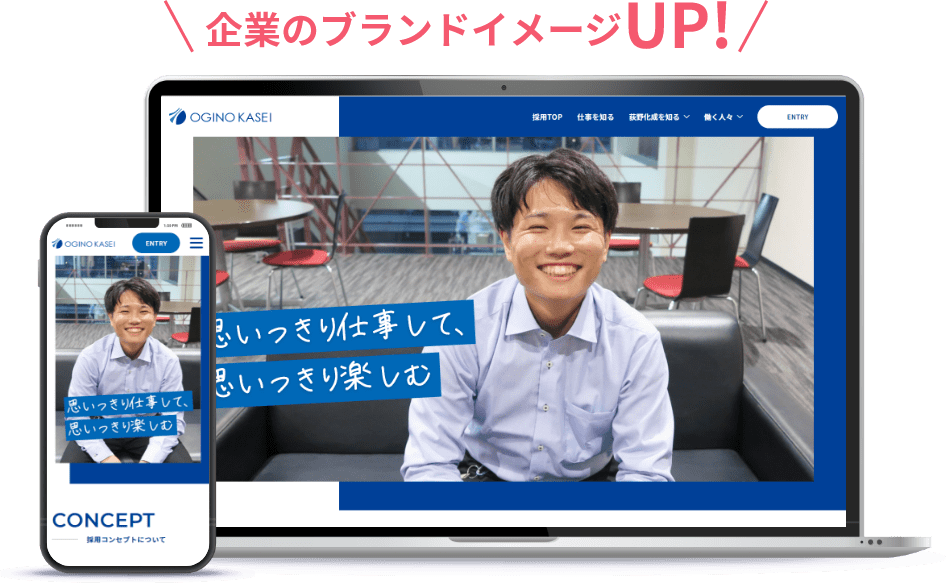 企業のブランドイメージUP!
OGINO KASEI
採用TOP 仕事を知る 荻野化成を知る 働く人々 ENTRY
思いっきり仕事して、
思いっきり楽しむ
1:23 PM
OGINO KASEI ENTRY
思いっきり仕事して、
思いっきり楽しむ
CONCEPT
採用コンセプトについて